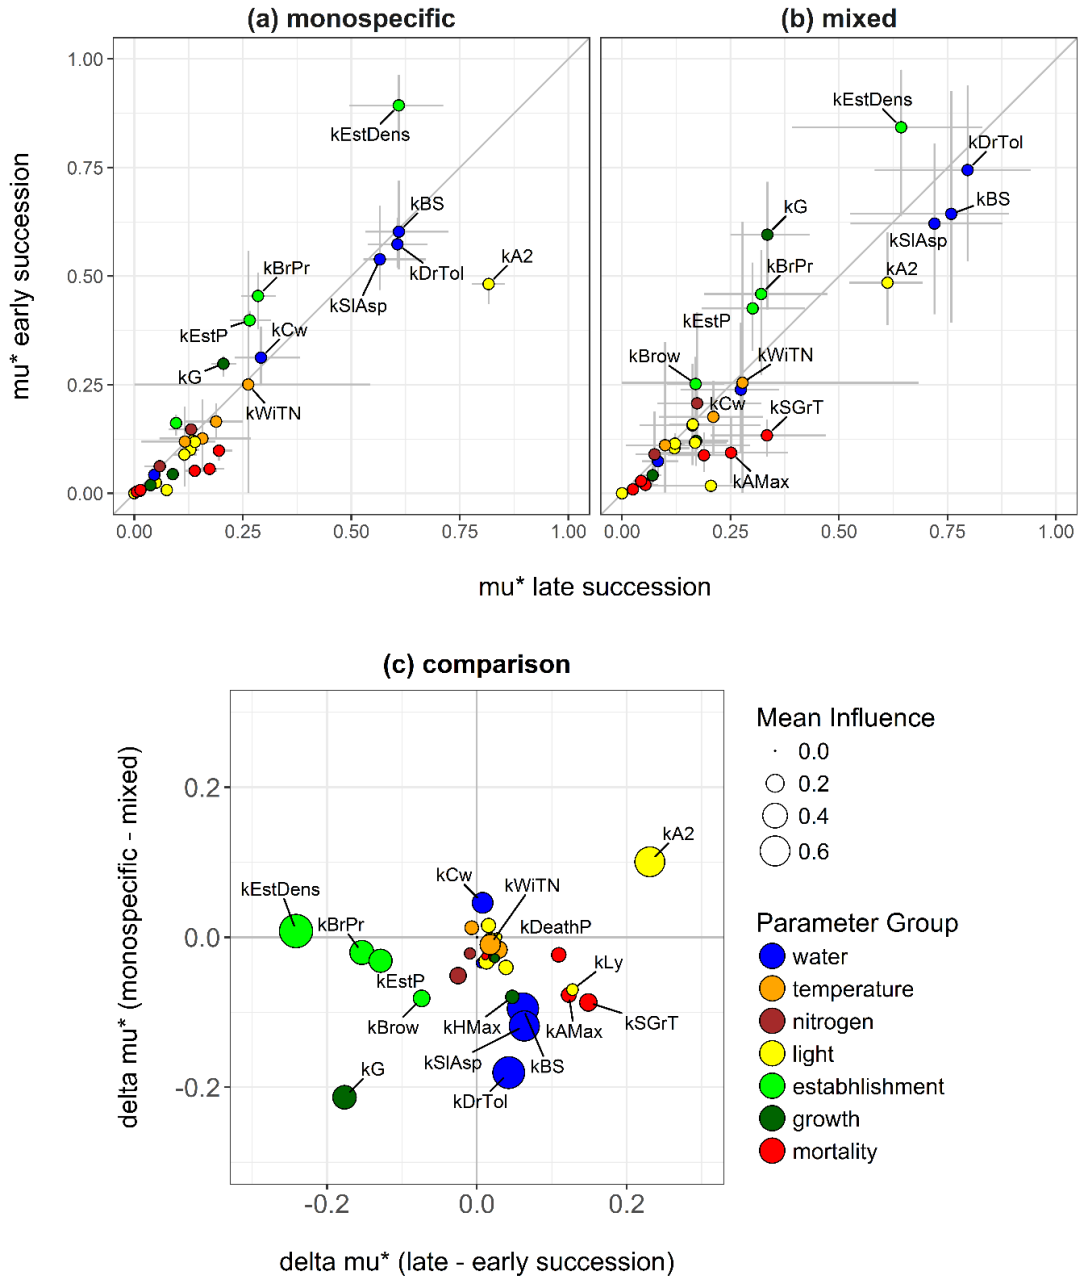 (a) monospecific
(b) mixed
mu* early succession
1.00
0.75
0.50
0.25
0.00
kEstDens
kBS
kDrTol
kA2
kSlAsp
kBrPr
kEstP
kCw
kG
kWiTN
0.00
0.25
0.50
0.75
1.00
kEstDens
kDrTol
kG
kBS
kSlAsp
kBrPr
kA2
kEstP
kBrow
kWiTN
kCw
kSGrT
kAMax
0.00
0.25
0.50
0.75
1.00
mu* late succession
(c) comparison
delta mu* (monospecific - mixed)
0.2
0.0
-0.2
kA2
kCw
kEstDens
kWiTN
kBrPr
kDeathP
kEstP
kLy
kBrow
kHMax
kAMax
kSGrT
kSlAsp
kBS
kG
kDrTol
-0.2
0.0
0.2
delta mu* (late - early succession)
Mean Influence
0.0
0.2
0.4
0.6
Parameter Group
water
temperature
nitrogen
light
estabhlishment
growth
mortality